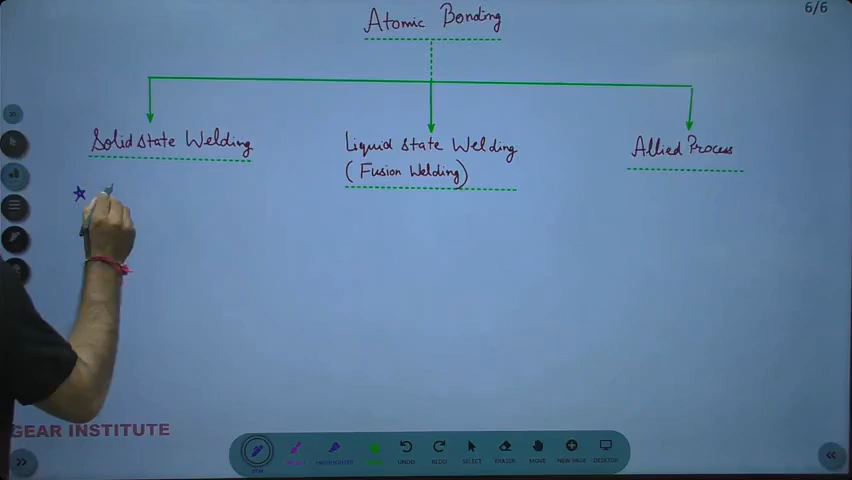 6/6
Atomic Bonding
Solid state Welding
Liquid state Welding
(Fusion Welding)
Allied Process
GEAR INSTITUTE
PEN
HIGHLIGHTER
UNDO
REDO
SELECT
ERASER
MOVE
NEW PAGE
DESKTOP